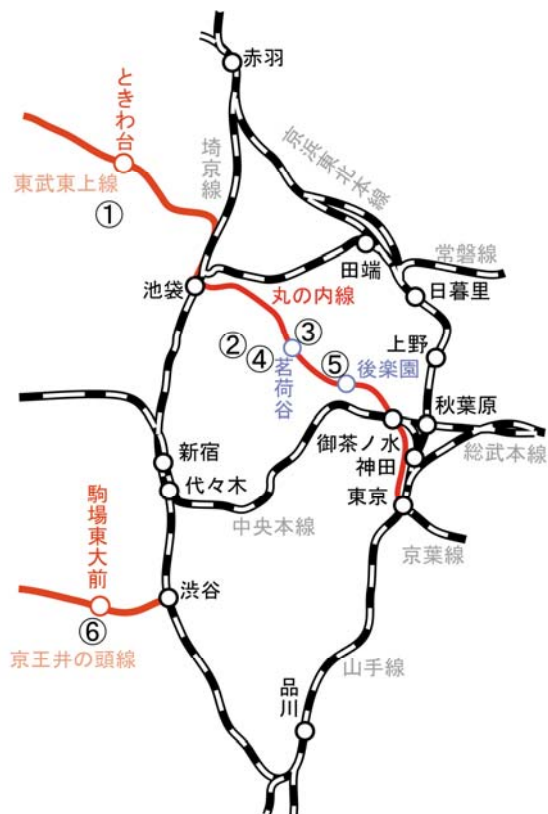 赤羽
ときわ台
埼京線
京浜東北本線
東武東上線
①
常磐線
田端
池袋
丸の内線
日暮里
②
③
④
茗荷谷
⑤
後楽園
上野
秋葉原
御茶ノ水
神田
総武本線
新宿
代々木
東京
中央本線
京葉線
駒場東大前
渋谷
⑥
京王井の頭線
山手線
品川